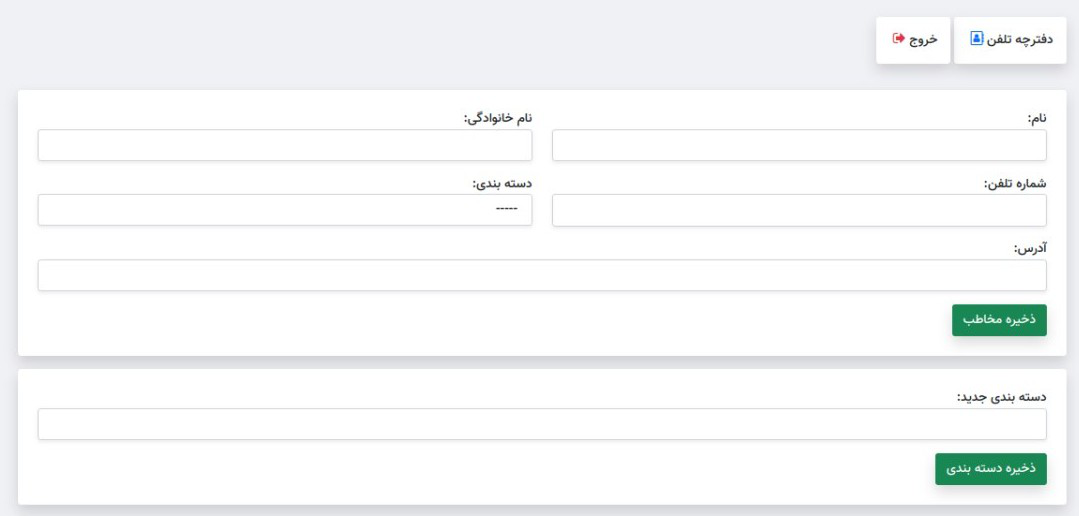 دفترچه تلفن
خروج
نام:
نام خانوادگی:
شماره تلفن:
دسته بندی:
-----
آدرس:
ذخیره مخاطب
دسته بندی جدید:
ذخیره دسته بندی